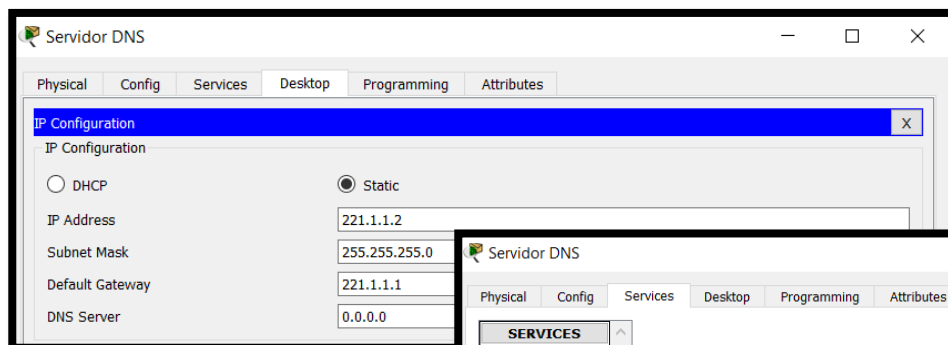 Servidor DNS
Physical Config Services Desktop Programming Attributes
IP Configuration X
IP Configuration
DHCP Static
IP Address 221.1.1.2
Subnet Mask 255.255.255.0
Default Gateway 221.1.1.1
DNS Server 0.0.0.0
Servidor DNS
Physical Config Services Desktop Programming Attributes
SERVICES